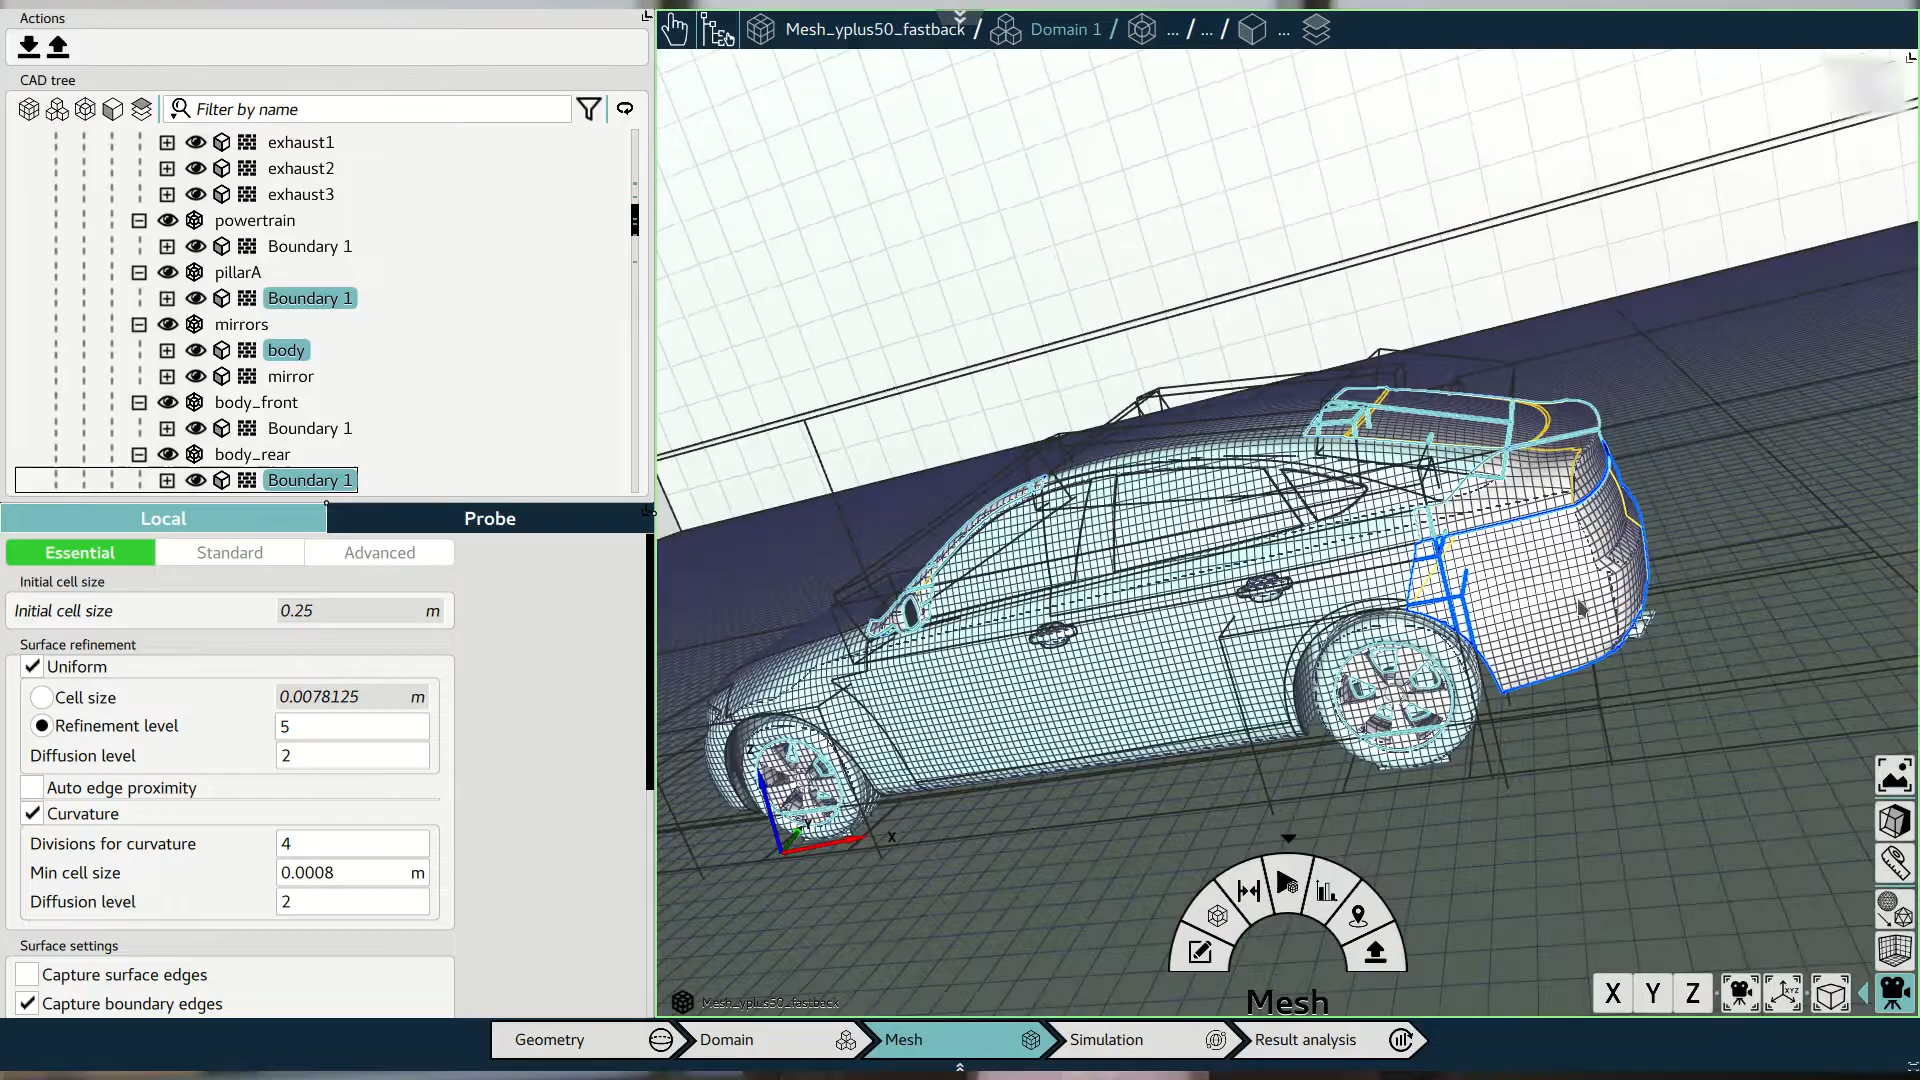 Actions
CAD tree
Filter by name
exhaust1
exhaust2
exhaust3
powertrain
Boundary 1
pillarA
Boundary 1
mirrors
body
mirror
body_front
Boundary 1
body_rear
Boundary 1
Local Probe
Essential Standard Advanced
Initial cell size
Initial cell size 0.25 m
Surface refinement
Uniform
Cell size 0.0078125 m
Refinement level 5
Diffusion level 2
Auto edge proximity
Curvature
Divisions for curvature 4
Min cell size 0.0008 m
Diffusion level 2
Surface settings
Capture surface edges
Capture boundary edges
Mesh_yplus50_fastback / Domain 1 / ... / ... / ...
Z
Y
X
Mesh
Mesh_yplus50_fastback
X Y Z
XYZ
Geometry Domain Mesh Simulation Result analysis